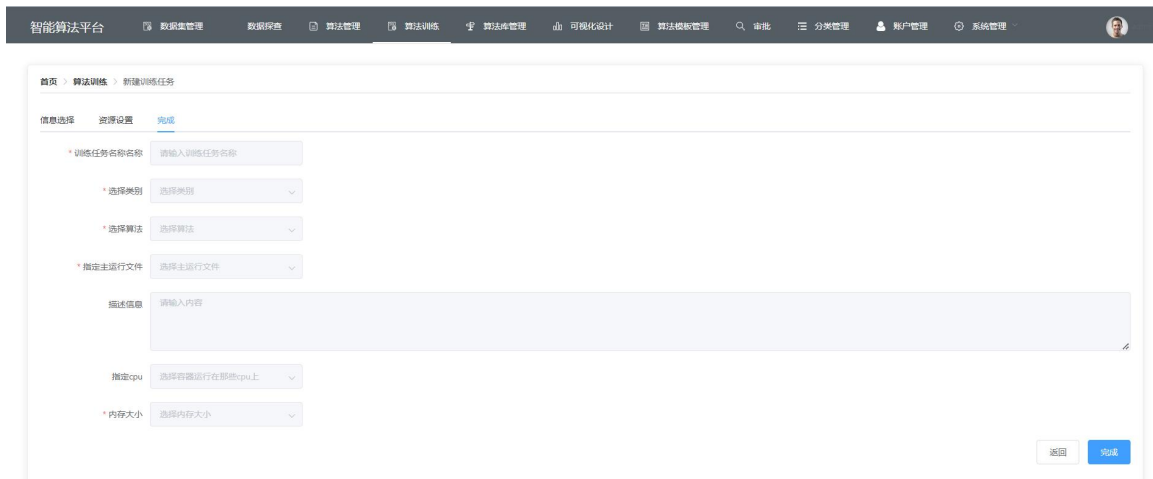 智能算法平台 数据集管理 数据探查 算法管理 算法训练 算法库管理 可视化设计 算法模板管理 审批 分类管理 账户管理 系统管理
首页 > 算法训练 > 新建训练任务
信息选择 资源设置 完成
* 训练任务名称名称 请输入训练任务名称
* 选择类别 选择类别
* 选择算法 选择算法
* 指定主运行文件 选择主运行文件
描述信息 请输入内容
指定cpu 选择容器运行在那些cpu上
* 内存大小 选择内存大小
返回 完成